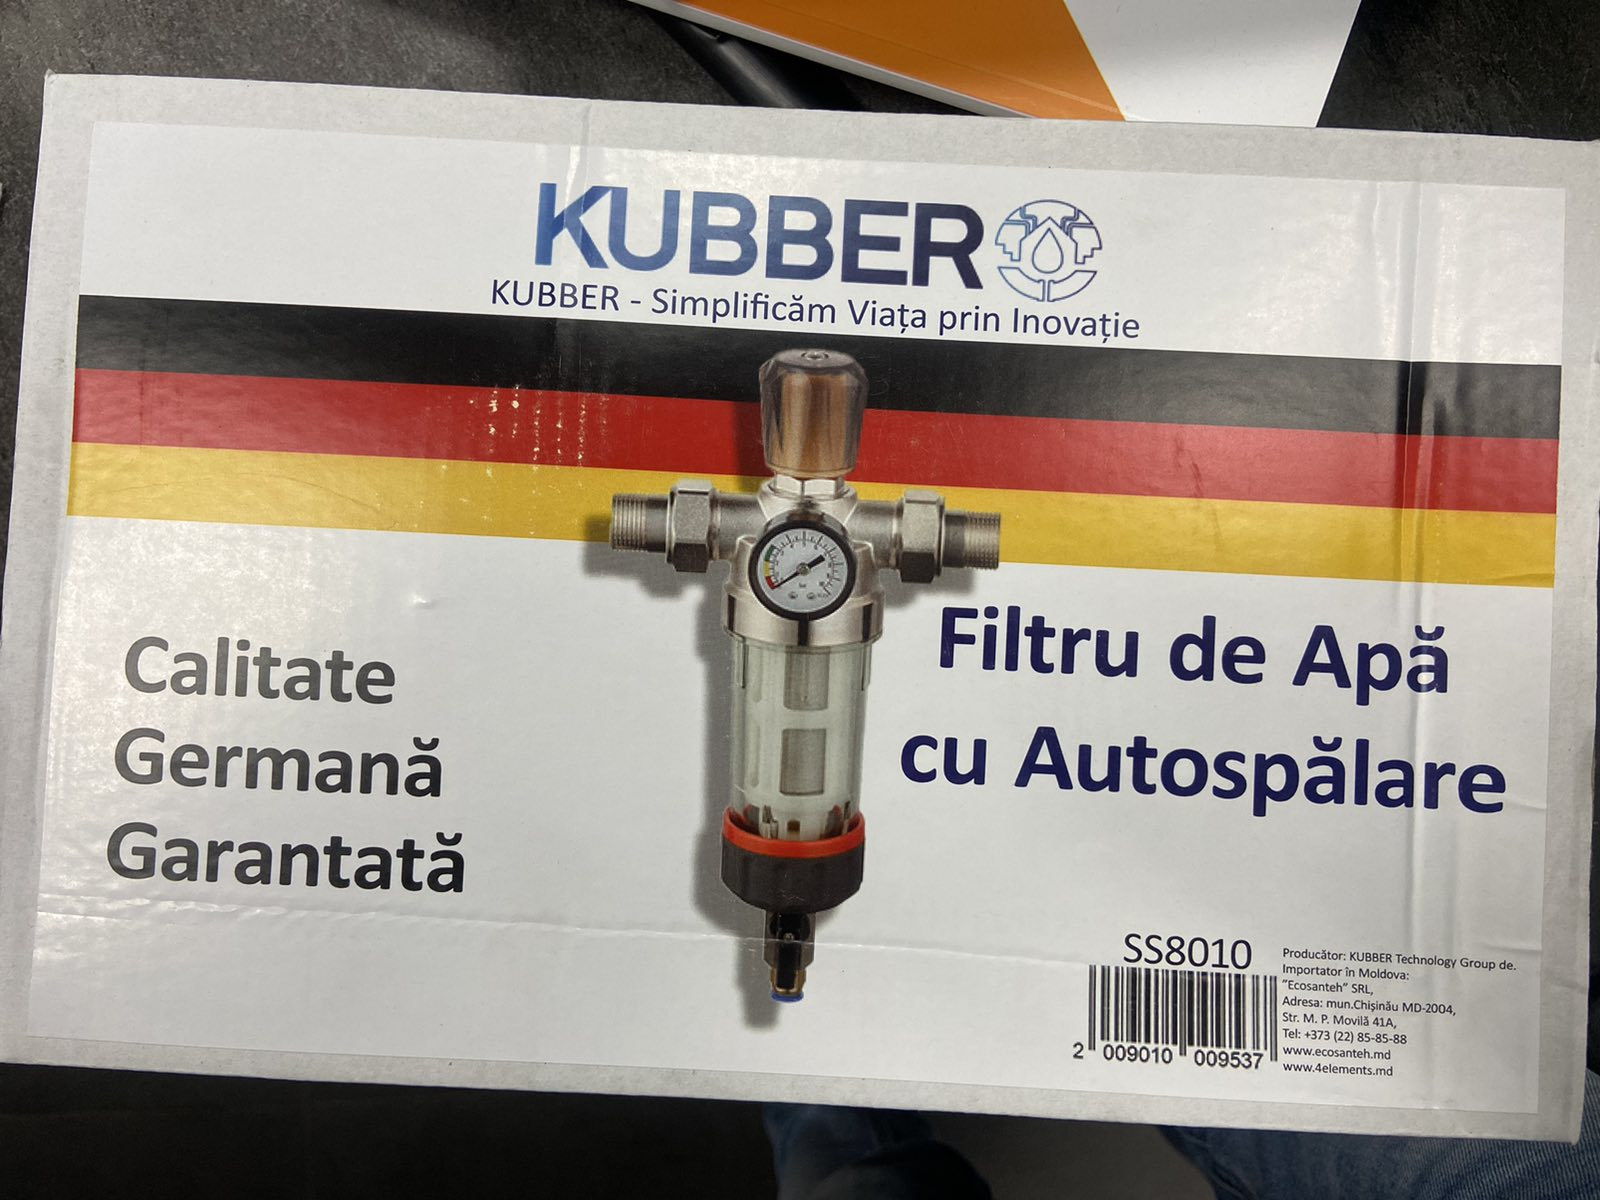 KUBBER
KUBBER - Simplificăm Viața prin Inovație
Calitate
Germană
Garantată
Filtru de Apă
cu Autospălare
SS8010
2 009010 009537
Producător: KUBBER Technology Group de.
Importator în Moldova:
"Ecosanteh" SRL,
Adresa: mun.Chișinău MD-2004,
Str. M. P. Movilă 41A,
Tel: +373 (22) 85-85-88
www.ecosanteh.md
www.4elements.md